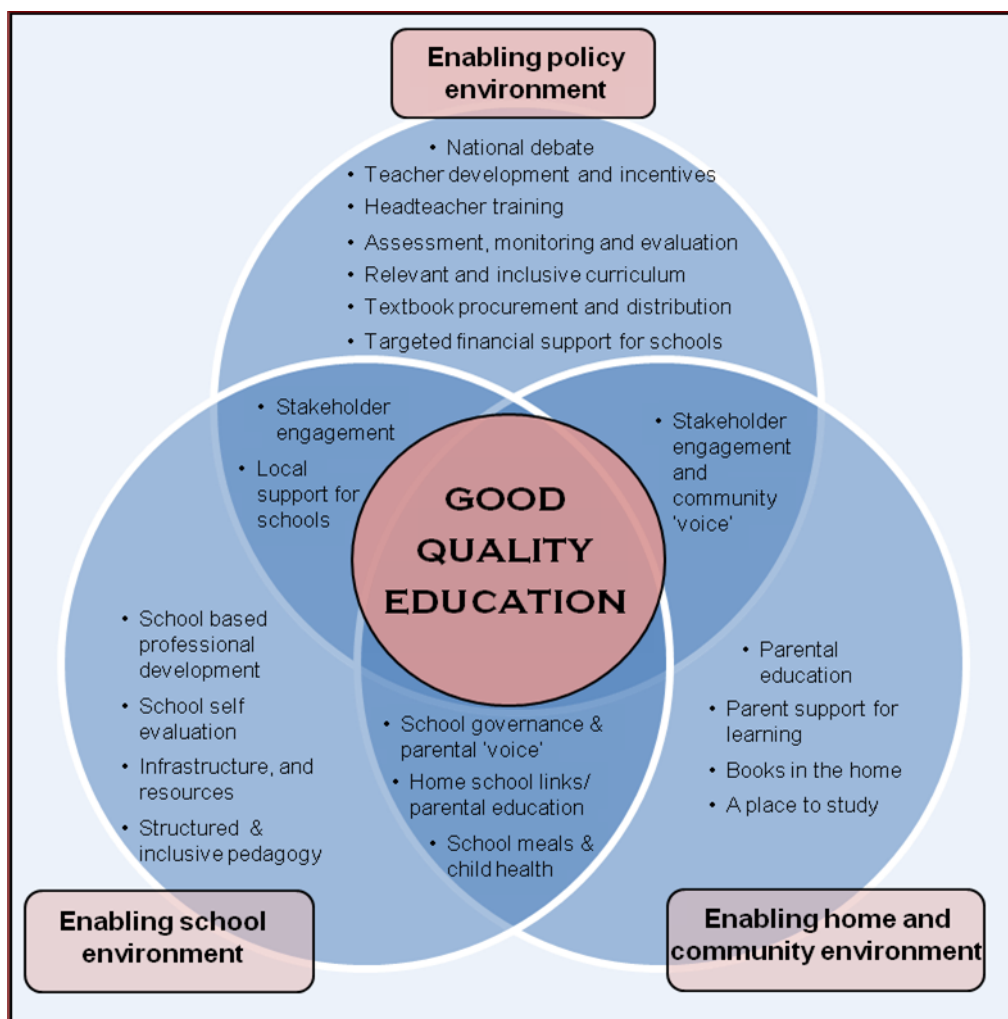 Enabling policy
environment
• National debate
• Teacher development and incentives
• Headteacher training
• Assessment, monitoring and evaluation
• Relevant and inclusive curriculum
• Textbook procurement and distribution
• Targeted financial support for schools
• Stakeholder
engagement
• Local
support for
schools
• Stakeholder
engagement
and
community
'voice'
GOOD
QUALITY
EDUCATION
• School based
professional
development
• School self
evaluation
• Infrastructure, and
resources
• Structured &
inclusive pedagogy
• School governance &
parental 'voice'
• Home school links/
parental education
• School meals &
child health
• Parental
education
• Parent support for
learning
• Books in the home
• A place to study
Enabling school
environment
Enabling home and
community environment